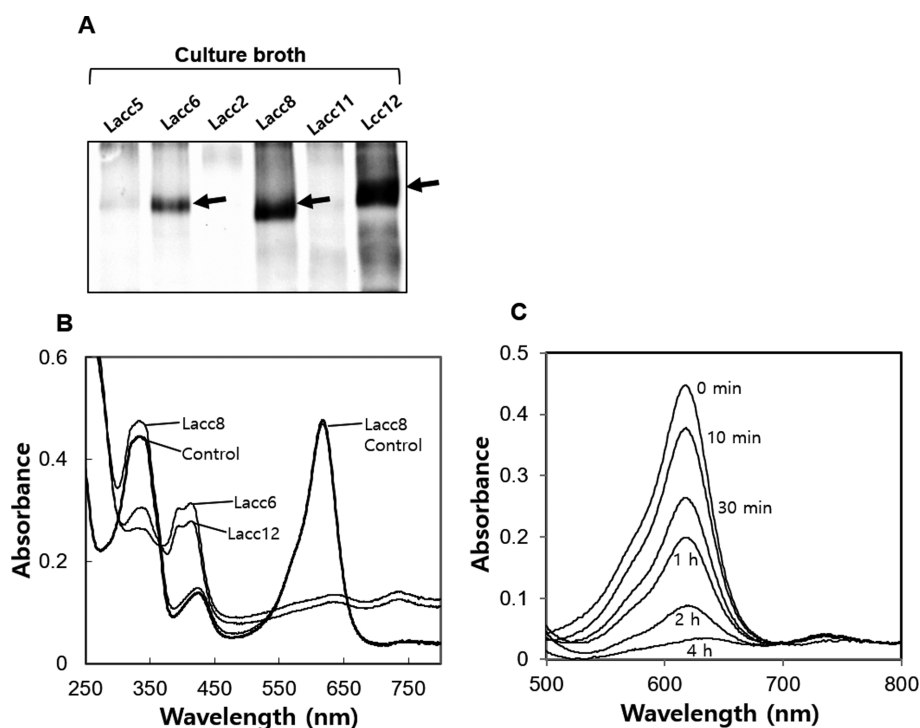 A
Culture broth
Lacc5 Lacc6 Lacc2 Lacc8 Lacc11 Lcc12
B
0.6
0.4
0.2
0
Absorbance
Lacc8
Control
Lacc6
Lacc12
Lacc8
Control
250 350 450 550 650 750
Wavelength (nm)
C
0.5
0.4
0.3
0.2
0.1
0
Absorbance
0 min
10 min
30 min
1 h
2 h
4 h
500 600 700 800
Wavelength (nm)